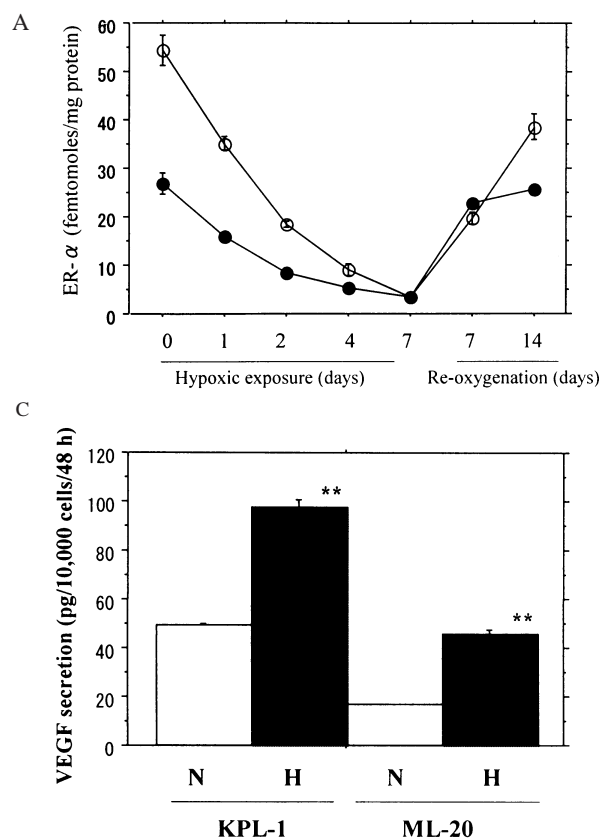 A
ER-α (femtomoles/mg protein)
60
50
40
30
20
10
0
0 1 2 4 7 7 14
Hypoxic exposure (days) Re-oxygenation (days)
C
VEGF secretion (pg/10,000 cells/48 h)
120
100
80
60
40
20
0
**
**
N H N H
KPL-1 ML-20